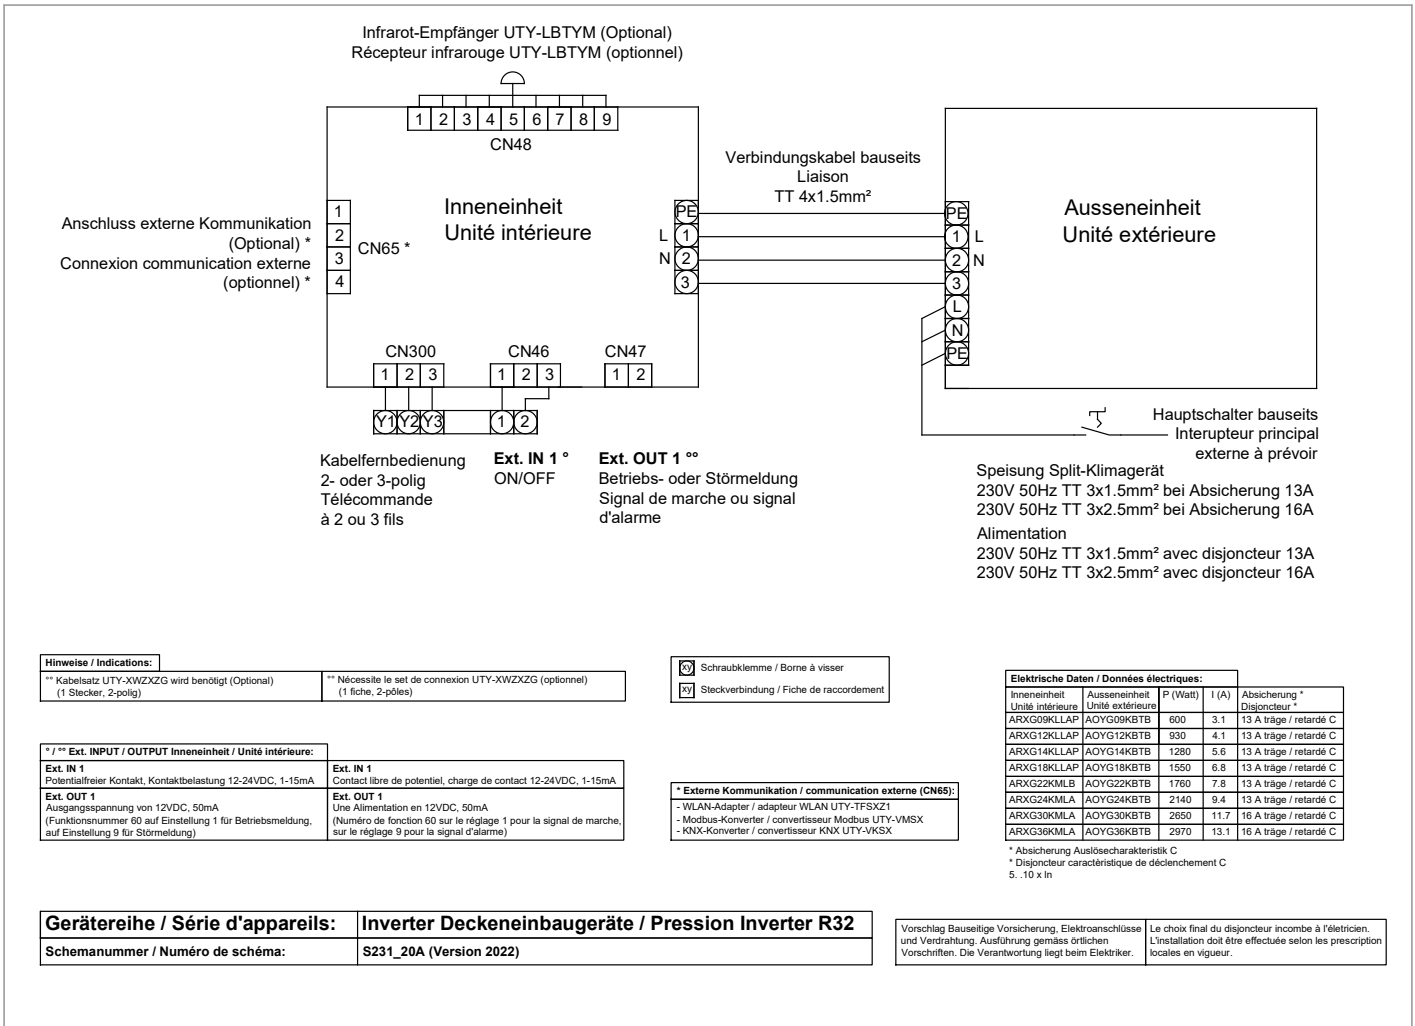 Infrarot-Empfänger UTY-LBTYM (Optional)
Récepteur infrarouge UTY-LBTYM (optionnel)
1 2 3 4 5 6 7 8 9
CN48
Inneneinheit
Unité intérieure
Anschluss externe Kommunikation
(Optional) *
Connexion communication externe
(optionnel) *
1
2
3
4
CN65 *
PE
L 1
N 2
3
Verbindungskabel bauseits
Liaison
TT 4x1.5mm²
Ausseneinheit
Unité extérieure
PE
1 L
2 N
3
L
N
PE
CN300
1 2 3
CN46
1 2 3
CN47
1 2
Y1 Y2 Y3
1 2
Kabelfernbedienung
2- oder 3-polig
Télécommande
à 2 ou 3 fils
Ext. IN 1 °
ON/OFF
Ext. OUT 1 °°
Betriebs- oder Störmeldung
Signal de marche ou signal
d'alarme
Hauptschalter bauseits
Interupteur principal
externe à prévoir
Speisung Split-Klimagerät
230V 50Hz TT 3x1.5mm² bei Absicherung 13A
230V 50Hz TT 3x2.5mm² bei Absicherung 16A
Alimentation
230V 50Hz TT 3x1.5mm² avec disjoncteur 13A
230V 50Hz TT 3x2.5mm² avec disjoncteur 16A
Hinweise / Indications:
°° Kabelsatz UTY-XWZXZG wird benötigt (Optional)
(1 Stecker, 2-polig)
°° Nécessite le set de connexion UTY-XWZXZG (optionnel)
(1 fiche, 2-pôles)
xy Schraubklemme / Borne à visser
xy Steckverbindung / Fiche de raccordement
° / °° Ext. INPUT / OUTPUT Inneneinheit / Unité intérieure:
Ext. IN 1
Potentialfreier Kontakt, Kontaktbelastung 12-24VDC, 1-15mA
Ext. IN 1
Contact libre de potentiel, charge de contact 12-24VDC, 1-15mA
Ext. OUT 1
Ausgangsspannung von 12VDC, 50mA
(Funktionsnummer 60 auf Einstellung 1 für Betriebsmeldung,
auf Einstellung 9 für Störmeldung)
Ext. OUT 1
Une Alimentation en 12VDC, 50mA
(Numéro de fonction 60 sur le réglage 1 pour la signal de marche,
sur le réglage 9 pour la signal d'alarme)
* Externe Kommunikation / communication externe (CN65):
- WLAN-Adapter / adapteur WLAN UTY-TFSXZ1
- Modbus-Konverter / convertisseur Modbus UTY-VMSX
- KNX-Konverter / convertisseur KNX UTY-VKSX
Elektrische Daten / Données électriques:
Inneneinheit Ausseneinheit P (Watt) I (A) Absicherung *
Unité intérieure Unité extérieure Disjoncteur *
ARXG09KLLAP AOYG09KBTB 600 3.1 13 A träge / retardé C
ARXG12KLLAP AOYG12KBTB 930 4.1 13 A träge / retardé C
ARXG14KLLAP AOYG14KBTB 1280 5.6 13 A träge / retardé C
ARXG18KLLAP AOYG18KBTB 1550 6.8 13 A träge / retardé C
ARXG22KMLB AOYG22KBTB 1760 7.8 13 A träge / retardé C
ARXG24KMLA AOYG24KBTB 2140 9.4 13 A träge / retardé C
ARXG30KMLA AOYG30KBTB 2650 11.7 16 A träge / retardé C
ARXG36KMLA AOYG36KBTB 2970 13.1 16 A träge / retardé C
* Absicherung Auslösecharakteristik C
* Disjoncteur caractèristique de déclenchement C
5. .10 x In
Gerätereihe / Série d'appareils: Inverter Deckeneinbaugeräte / Pression Inverter R32
Schemanummer / Numéro de schéma: S231_20A (Version 2022)
Vorschlag Bauseitige Vorsicherung, Elektroanschlüsse
und Verdrahtung. Ausführung gemäss örtlichen
Vorschriften. Die Verantwortung liegt beim Elektriker.
Le choix final du disjoncteur incombe à l'életricien.
L'installation doit être effectuée selon les prescription
locales en vigueur.